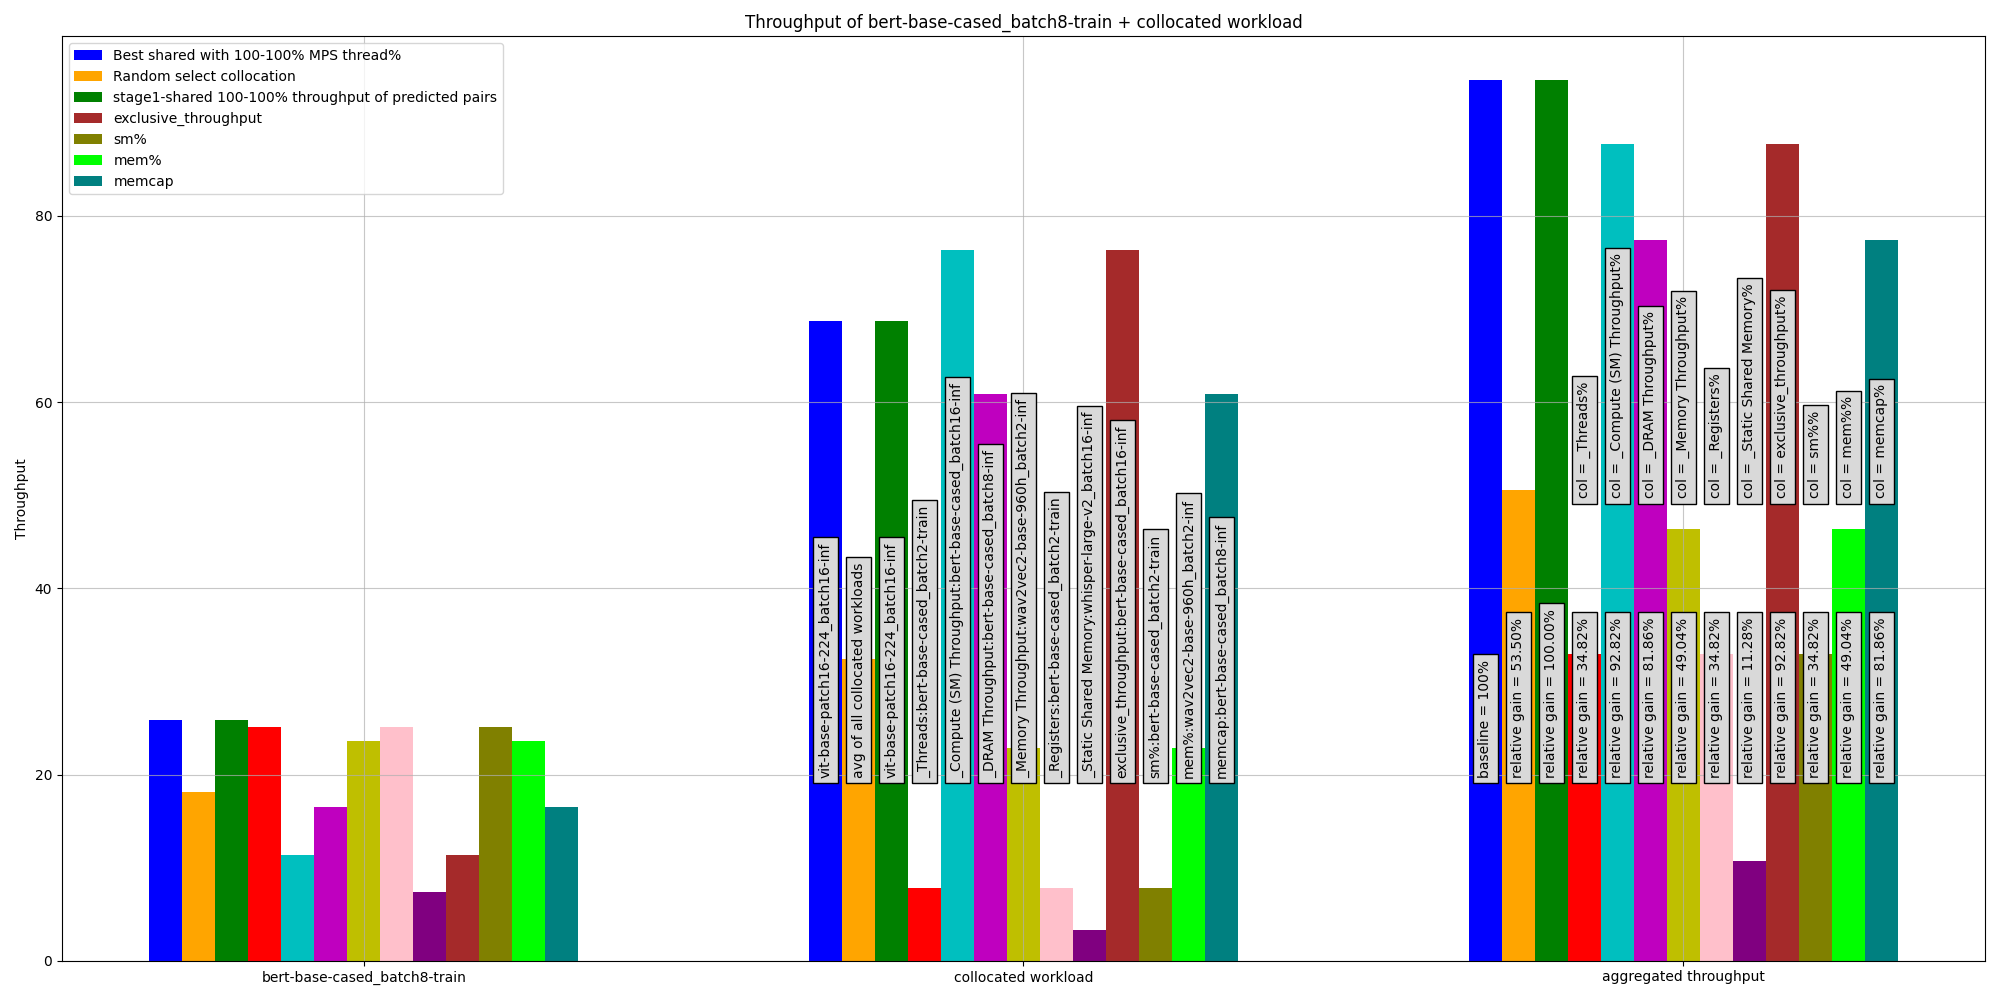 Throughput of bert-base-cased_batch8-train + collocated workload
Best shared with 100-100% MPS thread%
Random select collocation
stage1-shared 100-100% throughput of predicted pairs
exclusive_throughput
sm%
mem%
memcap
Throughput
80
60
40
20
0
vit-base-patch16-224_batch16-inf
avg of all collocated workloads
vit-base-patch16-224_batch16-inf
_Threads:bert-base-cased_batch2-train
_Compute (SM) Throughput:bert-base-cased_batch16-inf
_DRAM Throughput:bert-base-cased_batch8-inf
_Memory Throughput:wav2vec2-base-960h_batch2-inf
_Registers:bert-base-cased_batch2-train
_Static Shared Memory:whisper-large-v2_batch16-inf
exclusive_throughput:bert-base-cased_batch16-inf
sm%:bert-base-cased_batch2-train
mem%:wav2vec2-base-960h_batch2-inf
memcap:bert-base-cased_batch8-inf
col = _Threads%
col = _Compute (SM) Throughput%
col = _DRAM Throughput%
col = _Memory Throughput%
col = _Registers%
col = _Static Shared Memory%
col = exclusive_throughput%
col = sm%%
col = mem%%
col = memcap%
baseline = 100%
relative gain = 53.50%
relative gain = 100.00%
relative gain = 34.82%
relative gain = 92.82%
relative gain = 81.86%
relative gain = 49.04%
relative gain = 34.82%
relative gain = 11.28%
relative gain = 92.82%
relative gain = 34.82%
relative gain = 49.04%
relative gain = 81.86%
bert-base-cased_batch8-train
collocated workload
aggregated throughput